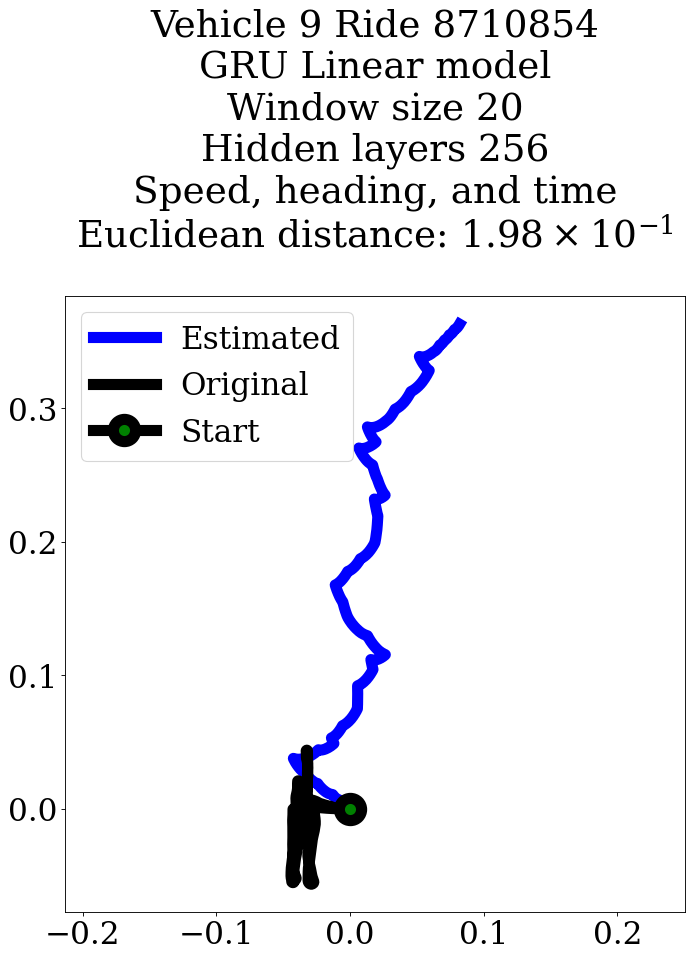 Vehicle 9 Ride 8710854
GRU Linear model
Window size 20
Hidden layers 256
Speed, heading, and time
Euclidean distance: 1.98 × 10⁻¹
Estimated
Original
Start
0.3
0.2
0.1
0.0
−0.2 −0.1 0.0 0.1 0.2